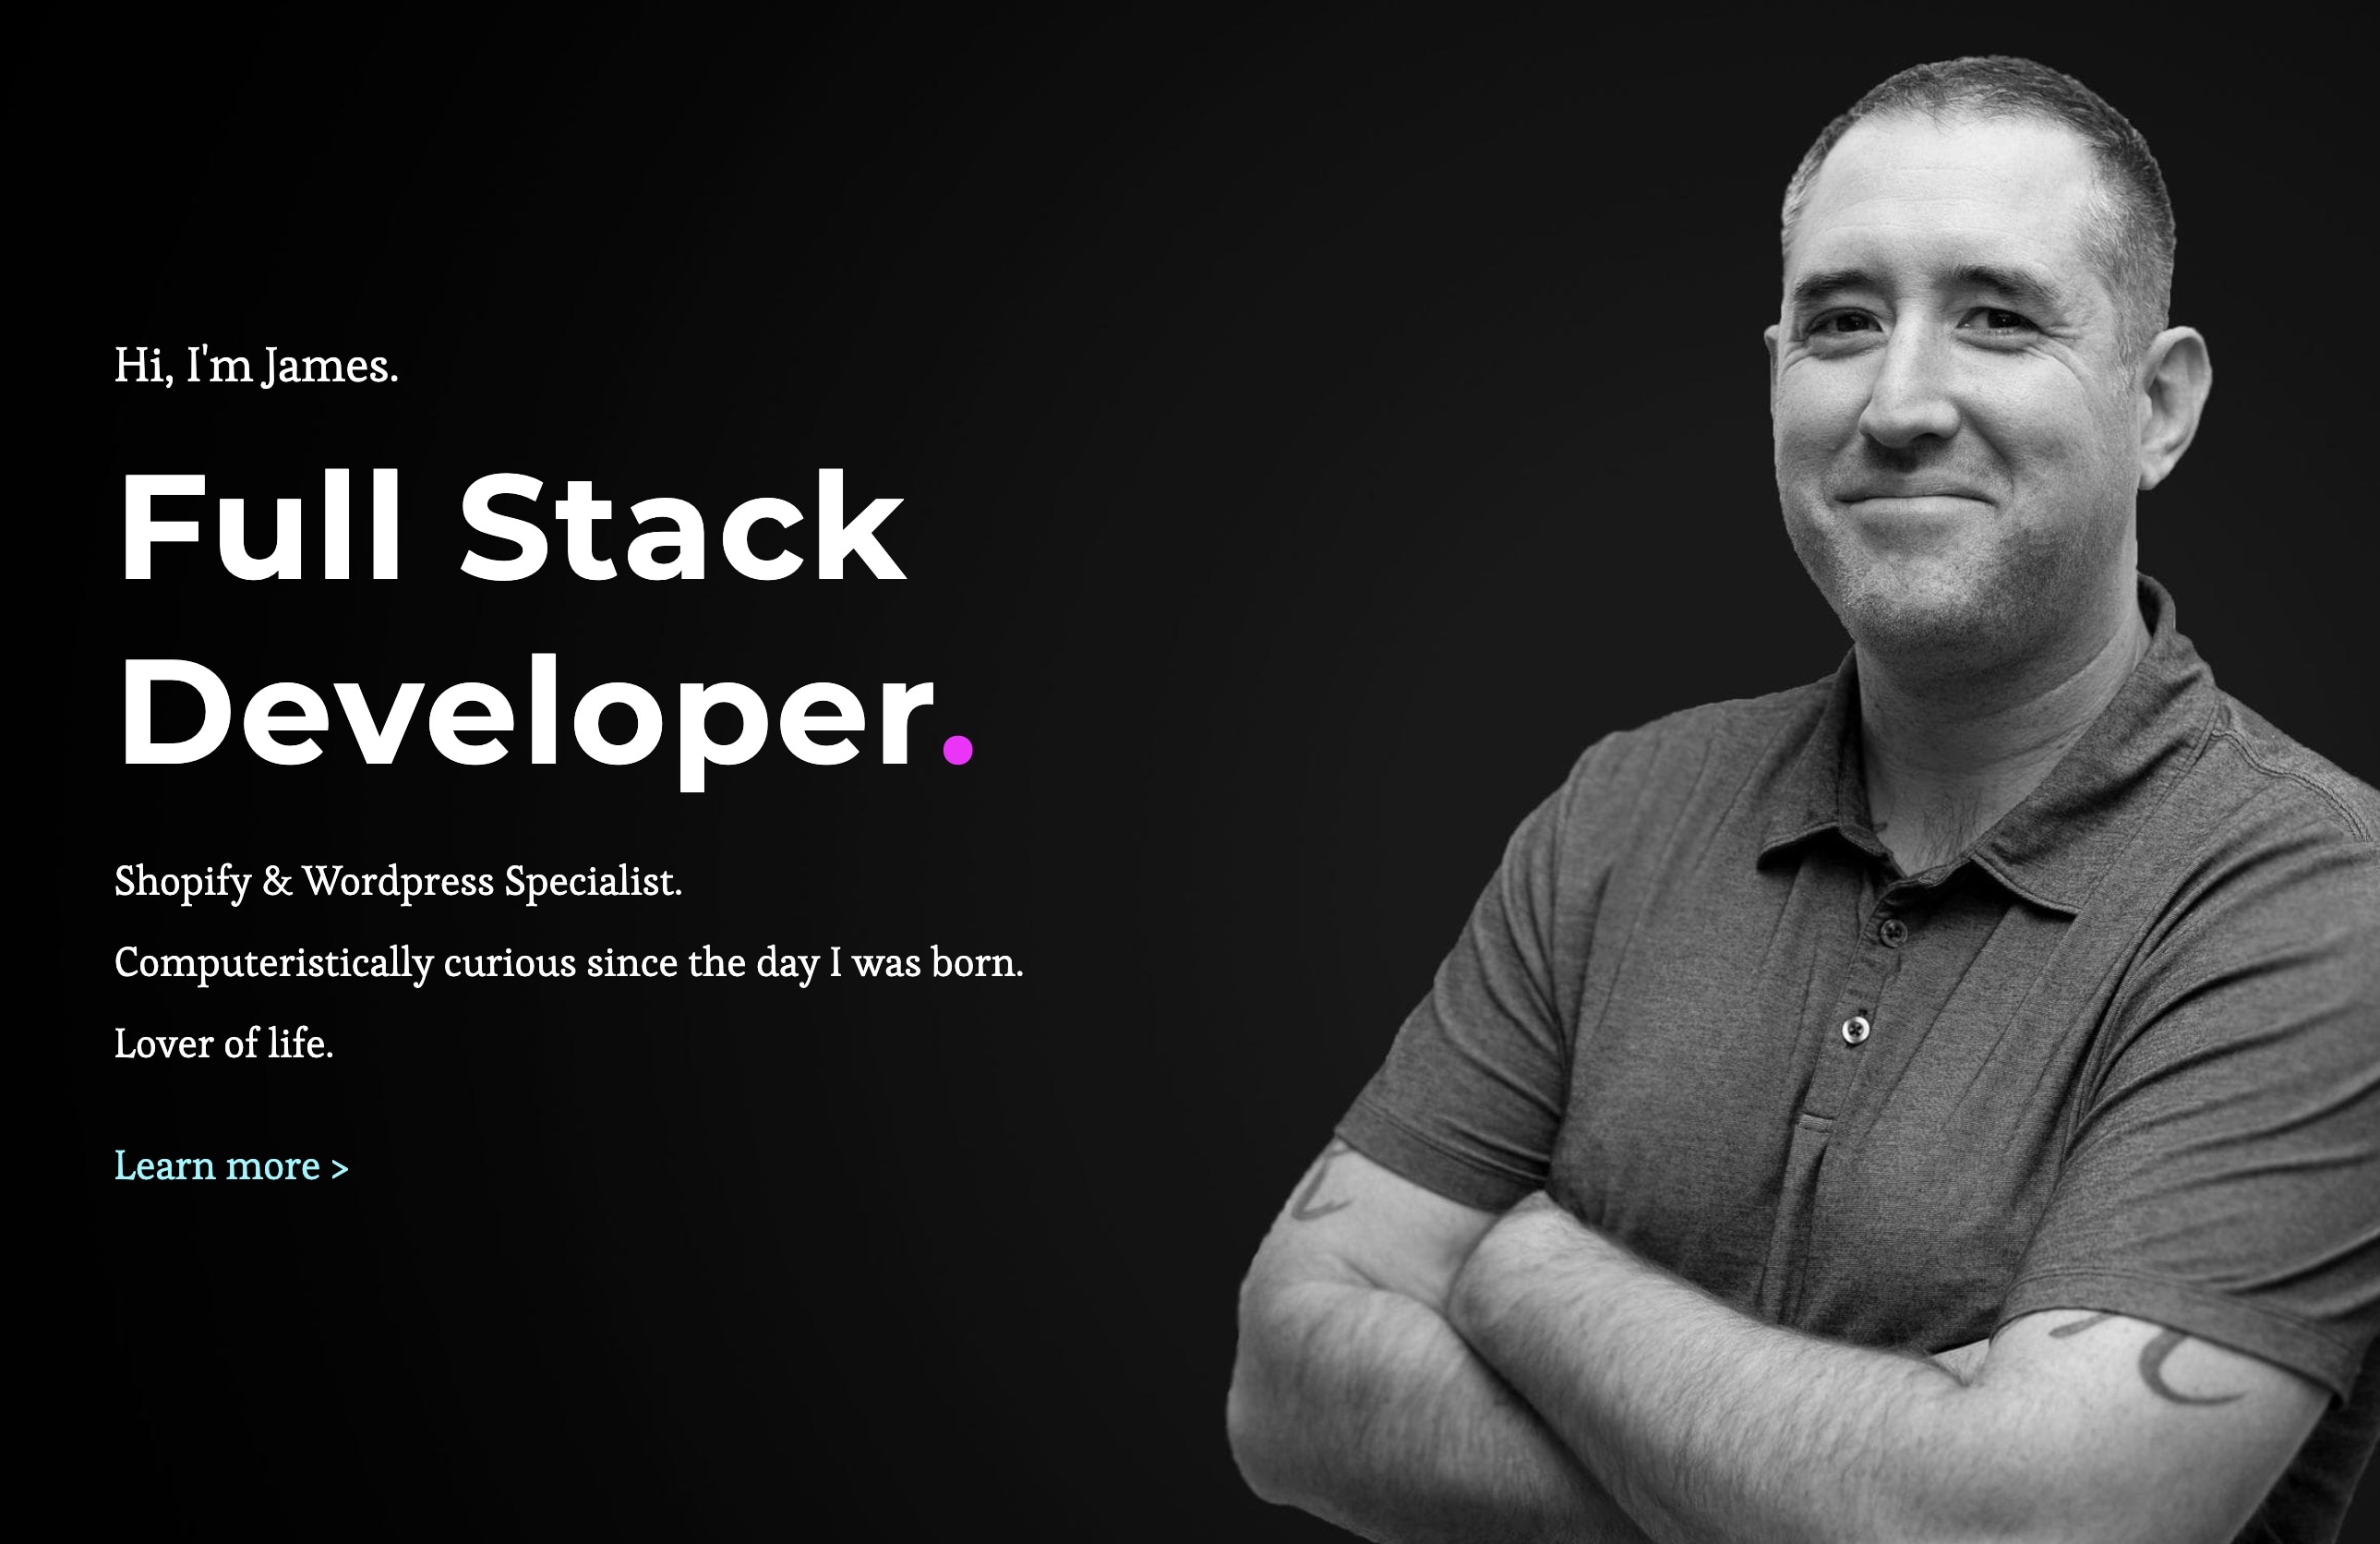 Hi, I'm James.
Full Stack
Developer.
Shopify & Wordpress Specialist.
Computeristically curious since the day I was born.
Lover of life.
Learn more >